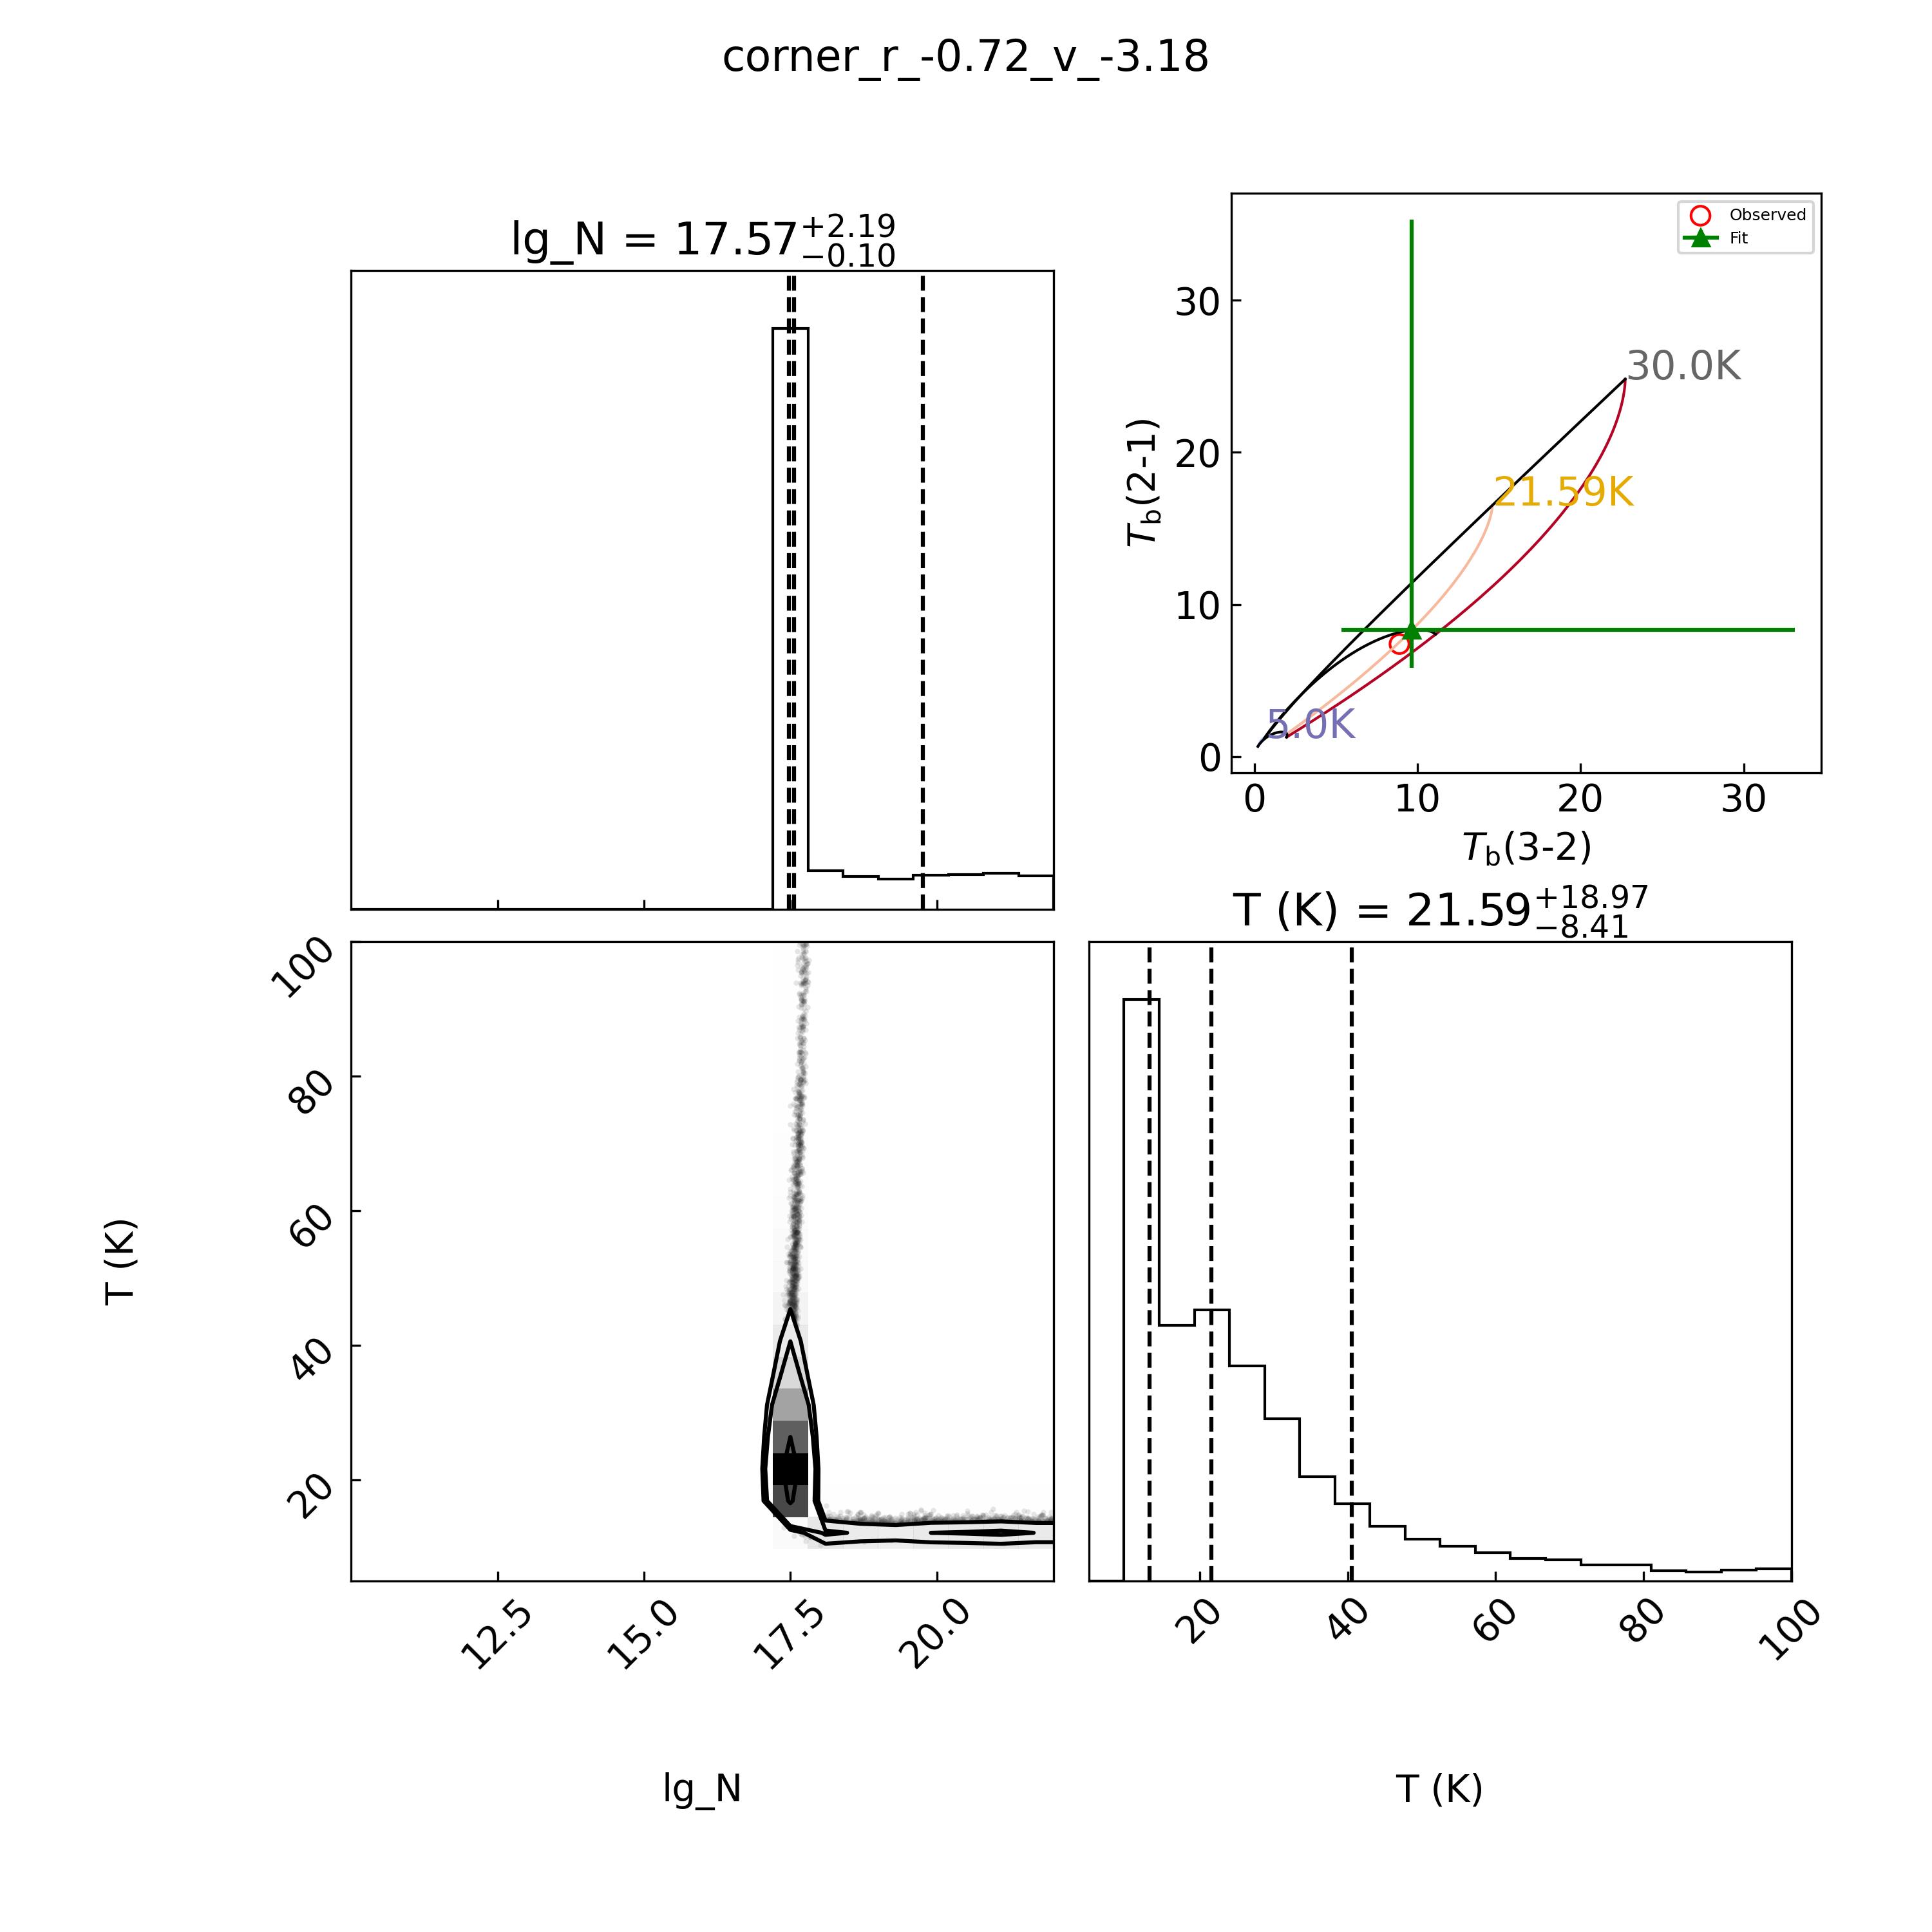 corner_r_-0.72_v_-3.18
lg_N = 17.57+2.19−0.10
Observed
Fit
30
20
10
0
Tb(2-1)
30.0K
21.59K
5.0K
0 10 20 30
Tb(3-2)
T (K) = 21.59+18.97−8.41
100
80
60
40
20
T (K)
12.5 15.0 17.5 20.0
lg_N
20 40 60 80 100
T (K)